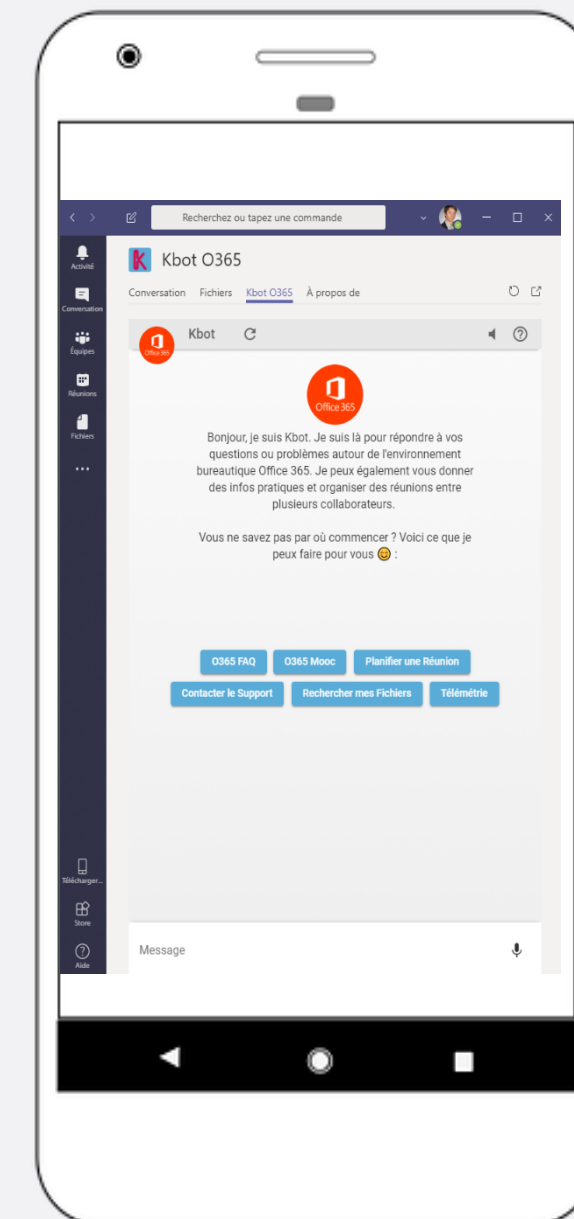 Recherchez ou tapez une commande
Activité
Conversation
Équipes
Réunions
Fichiers
Kbot O365
Conversation Fichiers Kbot O365 À propos de
Office 365
Kbot
Office 365
Bonjour, je suis Kbot. Je suis là pour répondre à vos
questions ou problèmes autour de l'environnement
bureautique Office 365. Je peux également vous donner
des infos pratiques et organiser des réunions entre
plusieurs collaborateurs.
Vous ne savez pas par où commencer ? Voici ce que je
peux faire pour vous 😊 :
O365 FAQ O365 Mooc Planifier une Réunion
Contacter le Support Rechercher mes Fichiers Télémétrie
Télécharger...
Store
Aide
Message